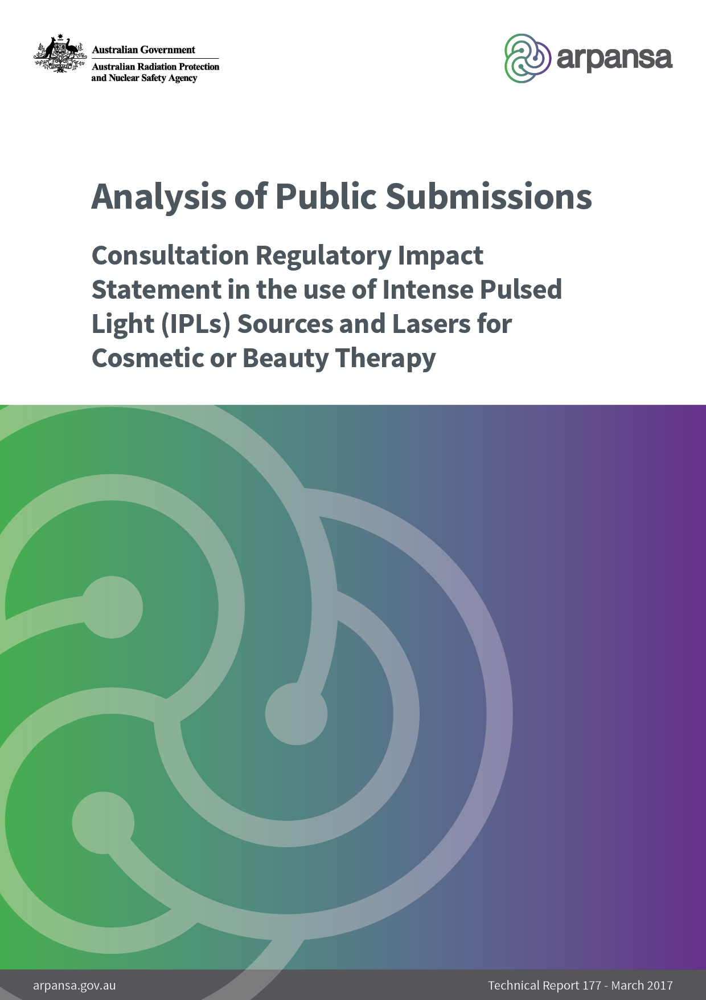 Australian Government
Australian Radiation Protection
and Nuclear Safety Agency
arpansa
Analysis of Public Submissions
Consultation Regulatory Impact
Statement in the use of Intense Pulsed
Light (IPLs) Sources and Lasers for
Cosmetic or Beauty Therapy
arpansa.gov.au
Technical Report 177 - March 2017